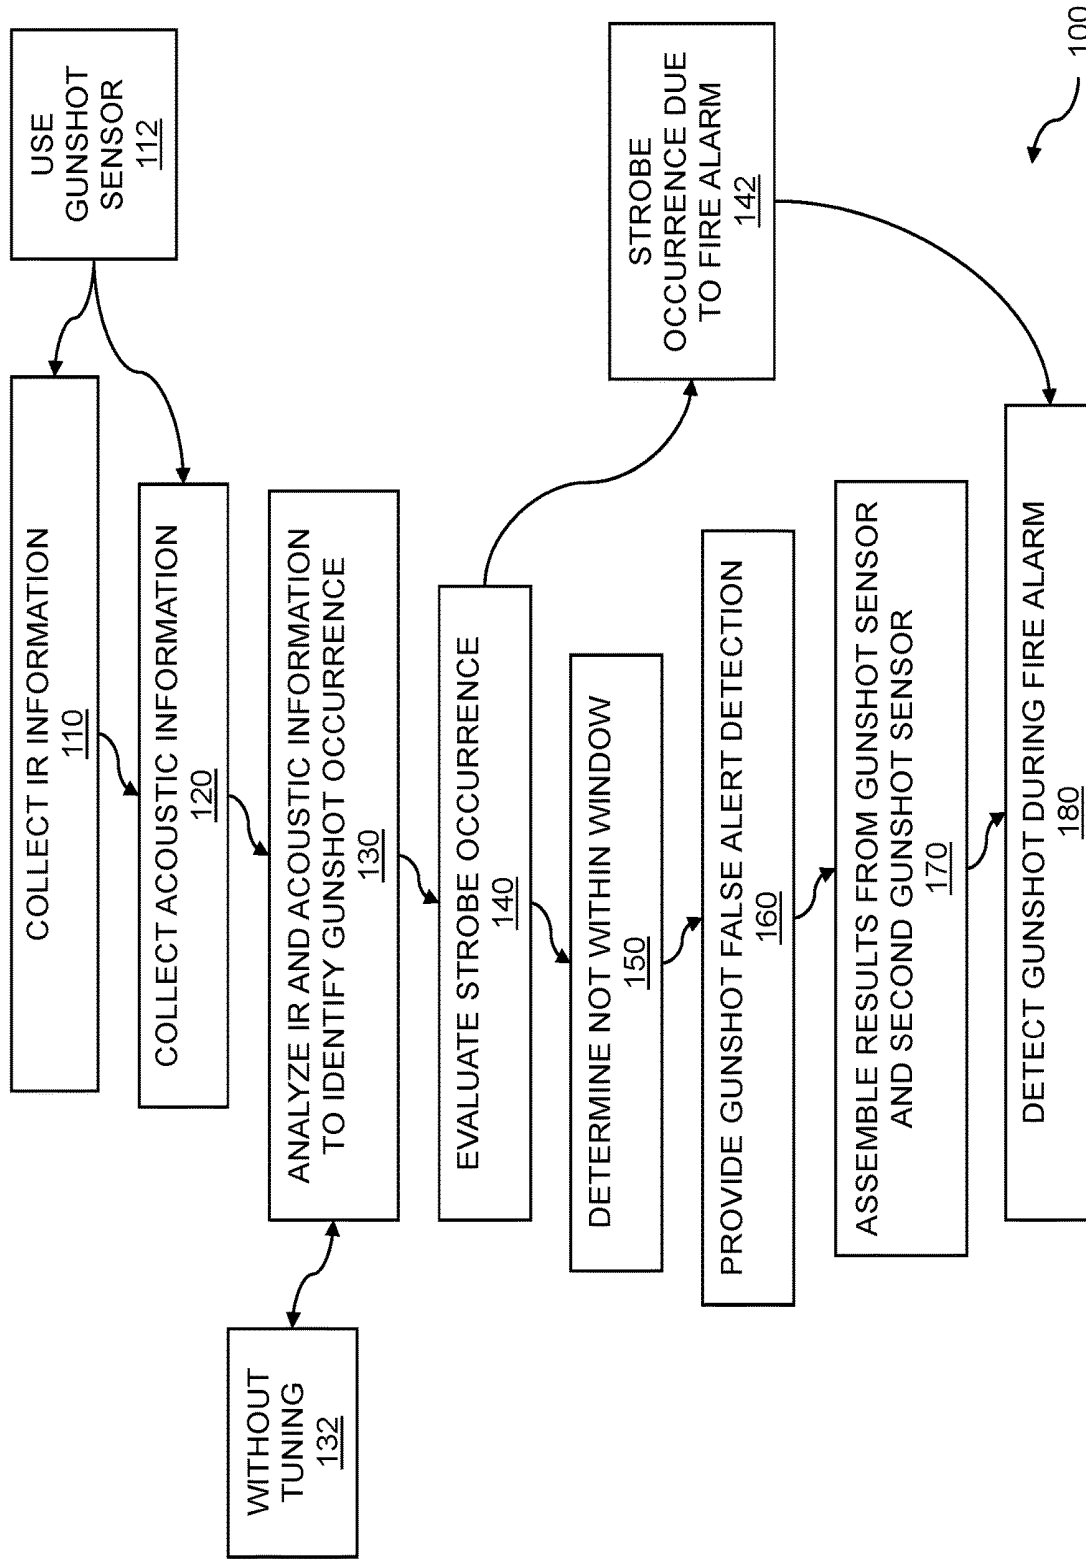 COLLECT IR INFORMATION
110
USE
GUNSHOT
SENSOR
112
COLLECT ACOUSTIC INFORMATION
120
WITHOUT
TUNING
132
ANALYZE IR AND ACOUSTIC INFORMATION
TO IDENTIFY GUNSHOT OCCURRENCE
130
EVALUATE STROBE OCCURRENCE
140
STROBE
OCCURRENCE DUE
TO FIRE ALARM
142
DETERMINE NOT WITHIN WINDOW
150
PROVIDE GUNSHOT FALSE ALERT DETECTION
160
ASSEMBLE RESULTS FROM GUNSHOT SENSOR
AND SECOND GUNSHOT SENSOR
170
DETECT GUNSHOT DURING FIRE ALARM
180
100